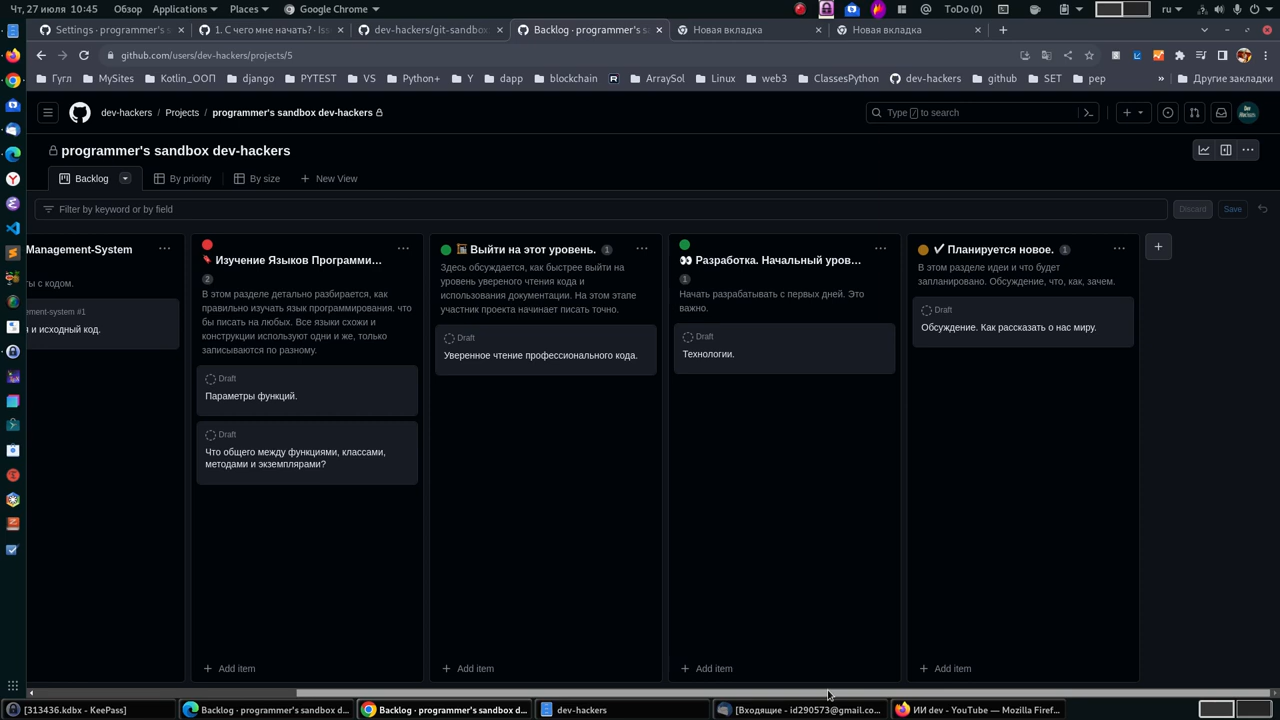 Чт, 27 июля 10:45
Обзор
Applications
Places
Google Chrome
ToDo(0)
ru
Settings · programmer's s
1. С чего мне начать? · Iss
dev-hackers/git-sandbox
Backlog · programmer's sa
Новая вкладка
Новая вкладка
github.com/users/dev-hackers/projects/5
Гугл
MySites
Kotlin_ООП
django
PYTEST
VS
Python+
Y
dapp
blockchain
ArraySol
Linux
web3
ClassesPython
dev-hackers
github
SET
pep
»
Другие закладки
dev-hackers / Projects / programmer's sandbox dev-hackers
Type / to search
programmer's sandbox dev-hackers
Backlog
By priority
By size
New View
Filter by keyword or by field
Discard
Save
Management-System
ты с кодом.
ement-system #1
и исходный код.
Изучение Языков Программи…
2
В этом разделе детально разбирается, как
правильно изучать язык программирования. что
бы писать на любых. Все языки схожи и
конструкции используют одни и же, только
записываются по разному.
Draft
Параметры функций.
Draft
Что общего между функциями, классами,
методами и экземплярами?
Add item
Выйти на этот уровень. 1
Здесь обсуждается, как быстрее выйти на
уровень увереного чтения кода и
использования документации. На этом этапе
участник проекта начинает писать точно.
Draft
Уверенное чтение профессионального кода.
Add item
Разработка. Начальный уров…
1
Начать разрабатывать с первых дней. Это
важно.
Draft
Технологии.
Add item
Планируется новое. 1
В этом разделе идеи и что будет
запланировано. Обсуждение, что, как, зачем.
Draft
Обсуждение. Как рассказать о нас миру.
Add item
[313436.kdbx - KeePass]
Backlog · programmer's sandbox d…
Backlog · programmer's sandbox d…
dev-hackers
[Входящие - id290573@gmail.co…
ИИ dev - YouTube — Mozilla Firef…